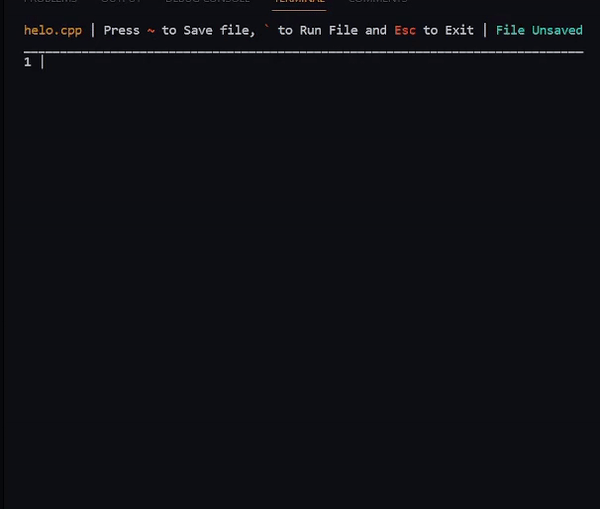 PROBLEMS OUTPUT DEBUG CONSOLE TERMINAL COMMENTS
helo.cpp | Press ~ to Save file, ` to Run File and Esc to Exit | File Unsaved
1 |